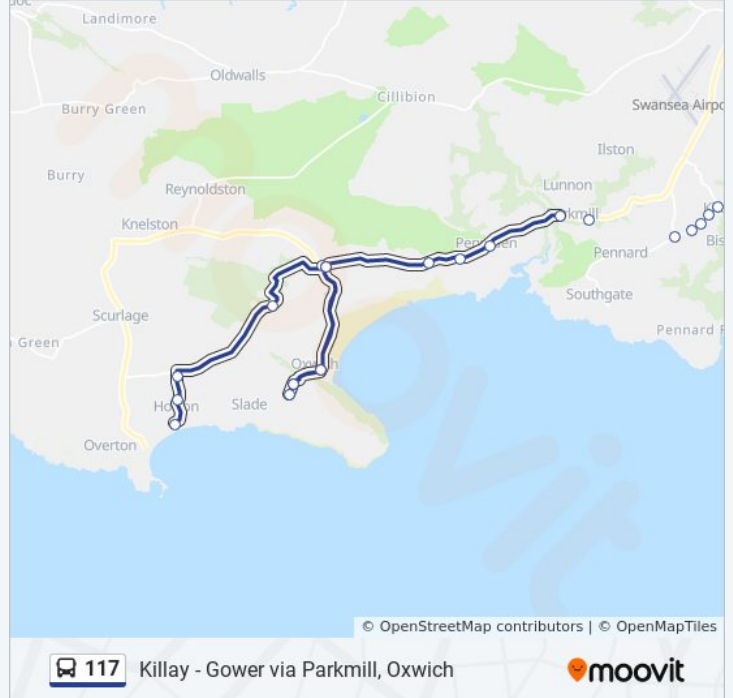 Landimore
Oldwalls
Cillibion
Burry Green
Swansea Airpo
Ilston
Burry
Lunnon
Reynoldston
kmill
Knelston
Pennard
Southgate
Scurlage
Green
Pennard P
Oxwich
Slade
Overton
© OpenStreetMap contributors | © OpenMapTiles
117 Killay - Gower via Parkmill, Oxwich
moovit